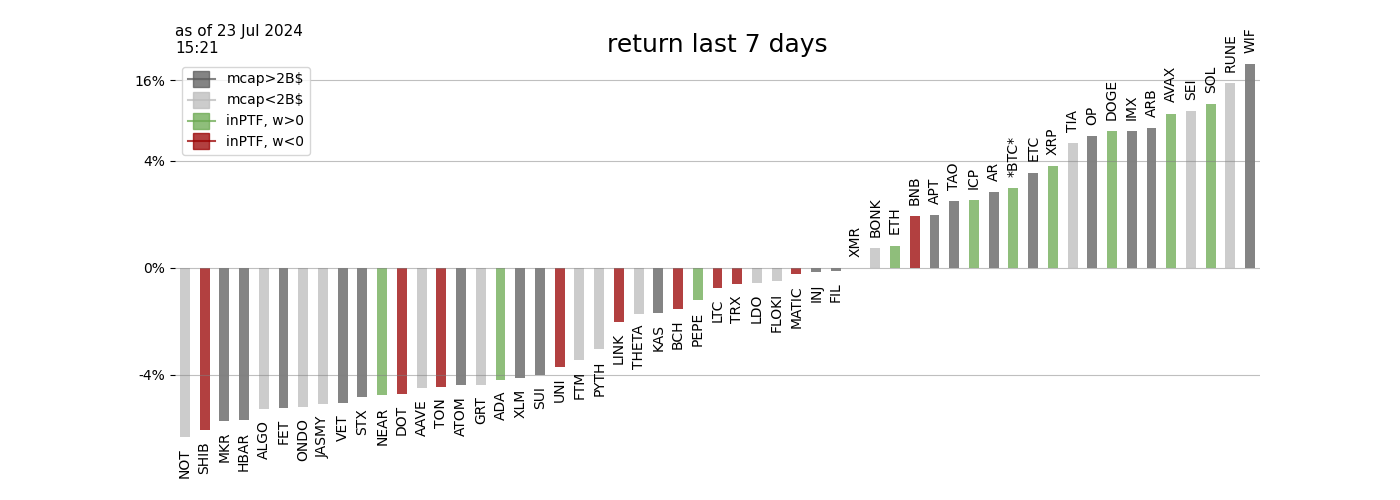 as of 23 Jul 2024
15:21
return last 7 days
mcap>2B$
mcap<2B$
inPTF, w>0
inPTF, w<0
16%
4%
0%
-4%
NOT
SHIB
MKR
HBAR
ALGO
FET
ONDO
JASMY
VET
STX
NEAR
DOT
AAVE
TON
ATOM
GRT
ADA
XLM
SUI
UNI
FTM
PYTH
LINK
THETA
KAS
BCH
PEPE
LTC
TRX
LDO
FLOKI
MATIC
INJ
FIL
XMR
BONK
ETH
BNB
APT
TAO
ICP
AR
*BTC*
ETC
XRP
TIA
OP
DOGE
IMX
ARB
AVAX
SEI
SOL
RUNE
WIF